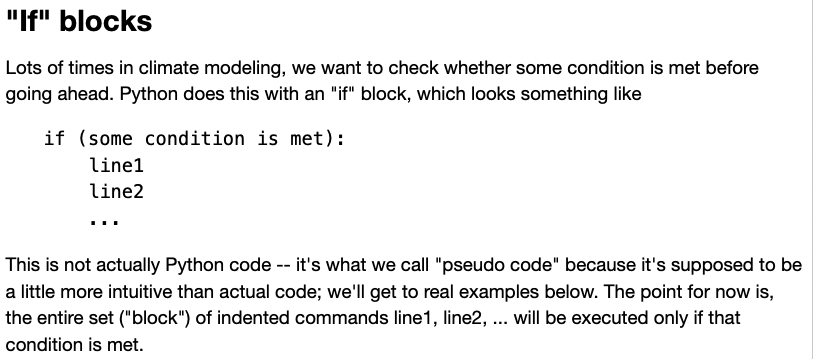 "If" blocks
Lots of times in climate modeling, we want to check whether some condition is met before
going ahead. Python does this with an "if" block, which looks something like
if (some condition is met):
    line1
    line2
    ...
This is not actually Python code -- it's what we call "pseudo code" because it's supposed to be
a little more intuitive than actual code; we'll get to real examples below. The point for now is,
the entire set ("block") of indented commands line1, line2, ... will be executed only if that
condition is met.